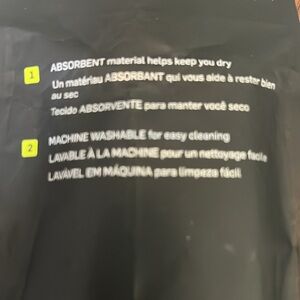 1 ABSORBENT material helps keep you dry
Un matériau ABSORBANT qui vous aide à rester bien
au sec
Tecido ABSORVENTE para manter você seco
2 MACHINE WASHABLE for easy cleaning
LAVABLE À LA MACHINE pour un nettoyage facile
LAVÁVEL EM MÁQUINA para limpeza fácil